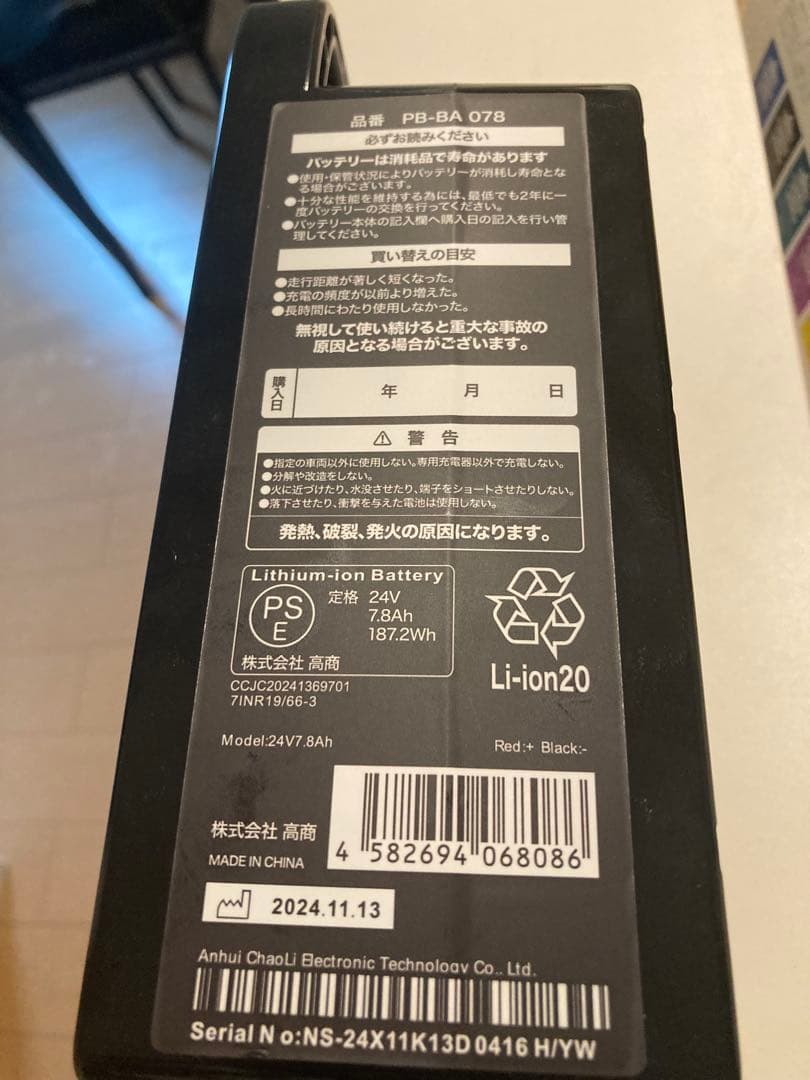 品番 PB-BA 078
必ずお読みください
バッテリーは消耗品で寿命があります
●使用・保管状況によりバッテリーが消耗し寿命とな
る場合がございます。
●十分な性能を維持する為には、最低でも2年に一
度バッテリーの交換を行ってください。
●バッテリー本体の記入欄へ購入日の記入を行い管
理してください。
買い替えの目安
●走行距離が著しく短くなった。
●充電の頻度が以前より増えた。
●長時間にわたり使用しなかった。
無視して使い続けると重大な事故の
原因となる場合がございます。
購入日 年 月 日
⚠ 警告
●指定の車両以外に使用しない。専用充電器以外で充電しない。
●分解や改造をしない。
●火に近づけたり、水没させたり、端子をショートさせたりしない。
●落下させたり、衝撃を与えた電池は使用しない。
発熱、破裂、発火の原因になります。
Lithium-ion Battery
PS
E
定格 24V
7.8Ah
187.2Wh
株式会社 高商
Li-ion20
CCJC20241369701
7INR19/66-3
Model:24V7.8Ah
Red:+ Black:-
株式会社 高商
MADE IN CHINA
4 582694 068086
2024.11.13
Anhui ChaoLi Electronic Technology Co., Ltd.
Serial No:NS-24X11K13D0416 H/YW